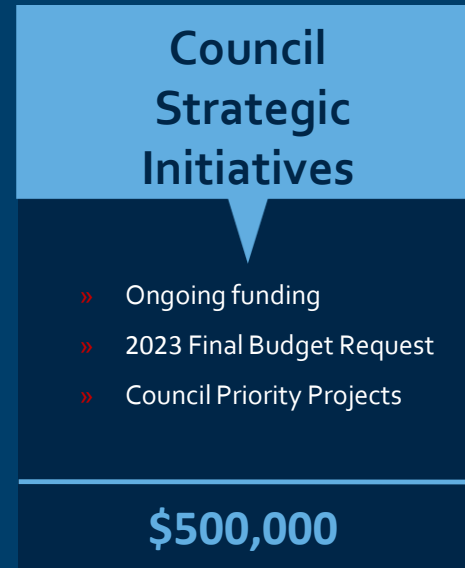 Council
Strategic
Initiatives
» Ongoing funding
» 2023 Final Budget Request
» Council Priority Projects
$500,000